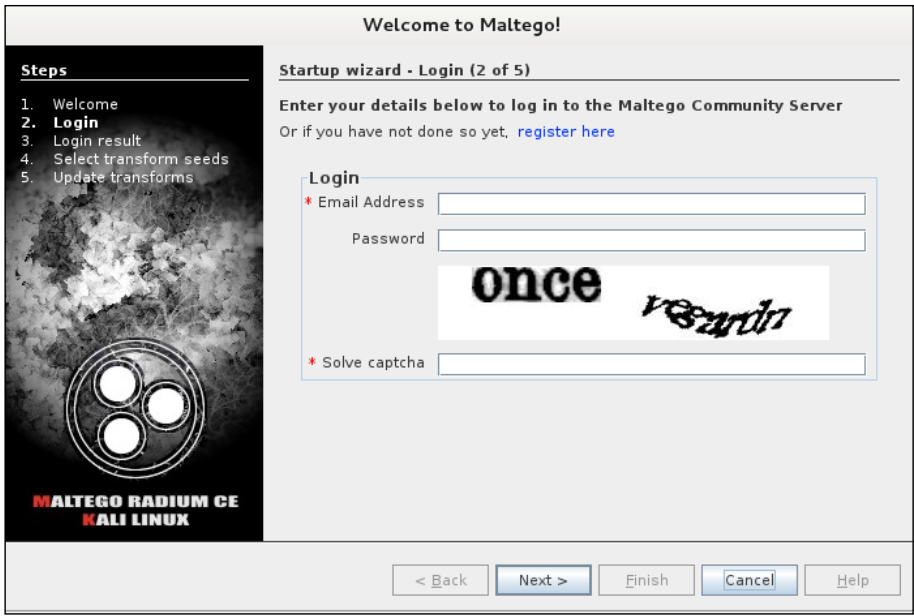 Welcome to Maltego!
Steps
1. Welcome
2. Login
3. Login result
4. Select transform seeds
5. Update transforms
MALTEGO RADIUM CE
KALI LINUX
Startup wizard - Login (2 of 5)
Enter your details below to log in to the Maltego Community Server
Or if you have not done so yet, register here
Login
* Email Address
Password
once
* Solve captcha
< Back Next > Finish Cancel Help